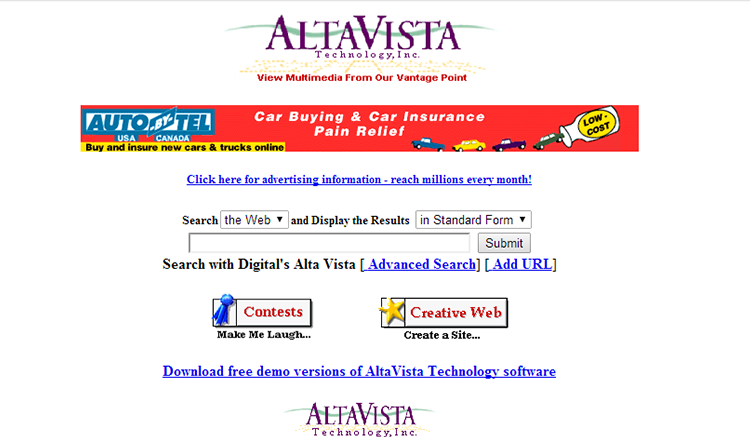 ALTAVISTA
Technology, Inc.
View Multimedia From Our Vantage Point
AUTO BY TEL
USA CANADA
Buy and insure new cars & trucks online
Car Buying & Car Insurance
Pain Relief
LOW-
COST
Click here for advertising information - reach millions every month!
Search the Web and Display the Results in Standard Form
Submit
Search with Digital's Alta Vista [ Advanced Search] [ Add URL]
Contests
Make Me Laugh...
Creative Web
Create a Site...
Download free demo versions of AltaVista Technology software
ALTAVISTA
Technology, Inc.